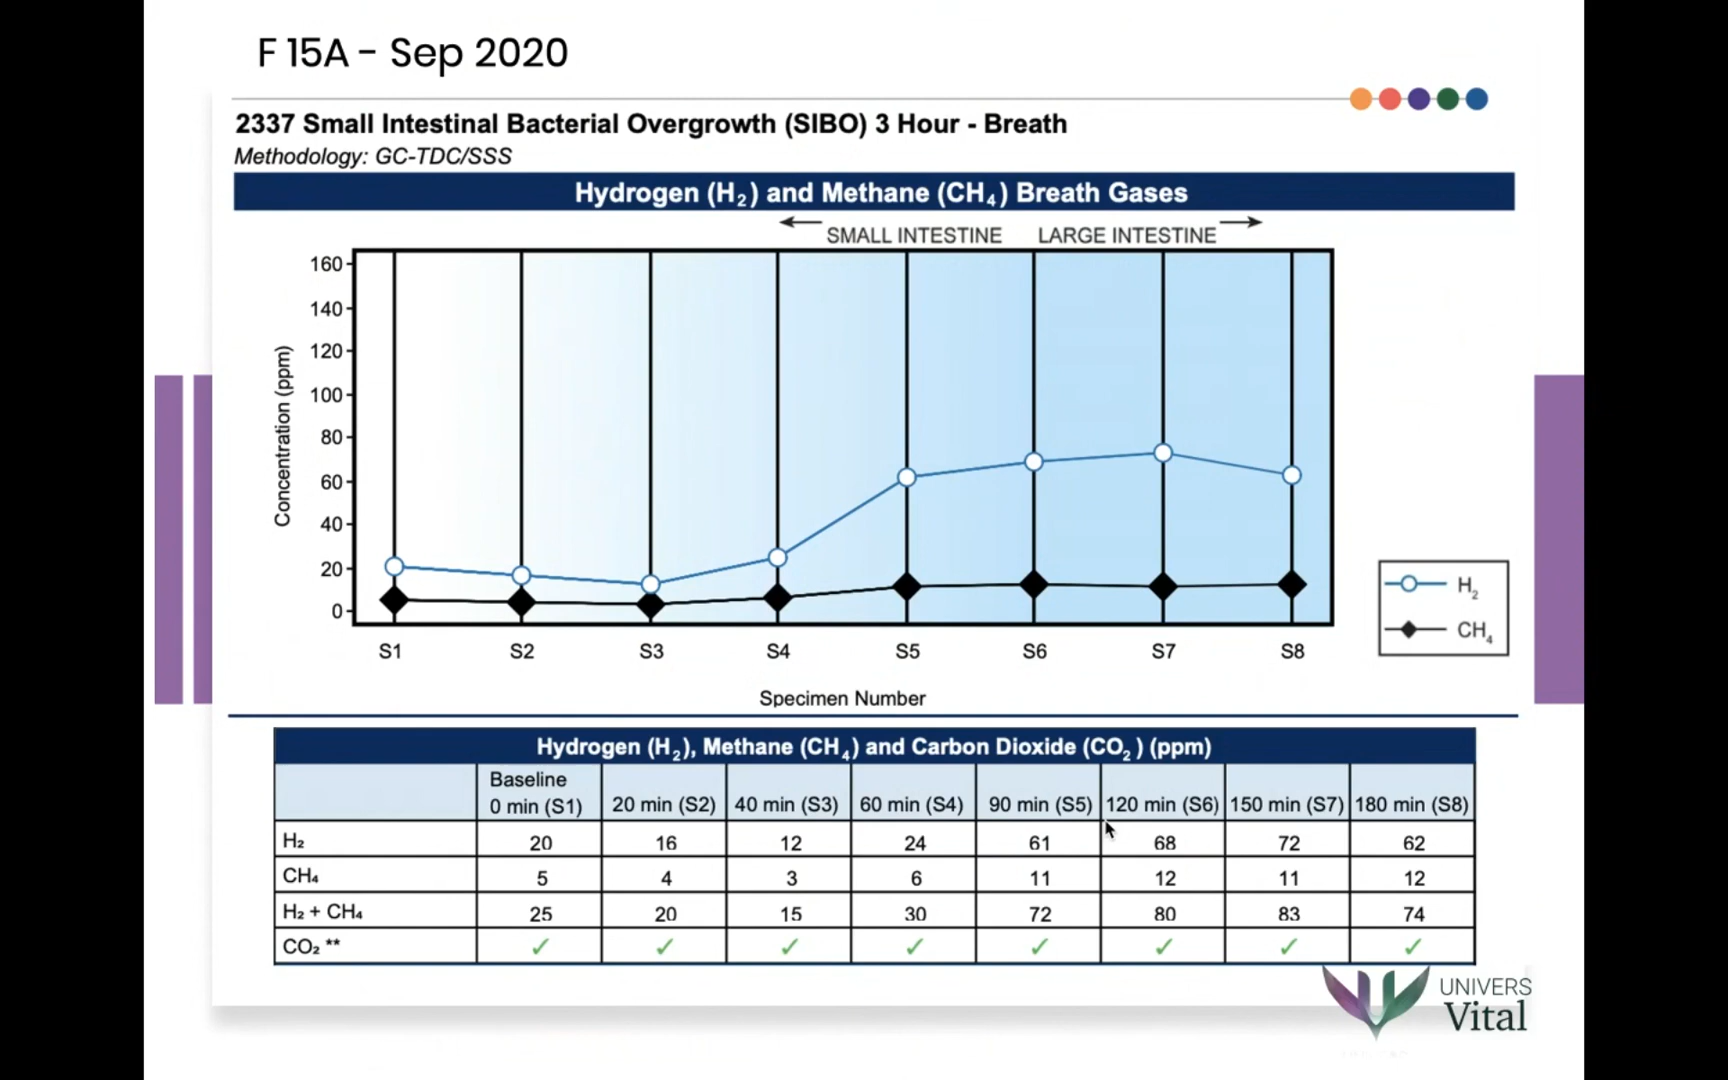 F 15A - Sep 2020
2337 Small Intestinal Bacterial Overgrowth (SIBO) 3 Hour - Breath
Methodology: GC-TDC/SSS
Hydrogen (H₂) and Methane (CH₄) Breath Gases
SMALL INTESTINE LARGE INTESTINE
160
140
120
100
80
60
40
20
0
Concentration (ppm)
H₂
CH₄
S1 S2 S3 S4 S5 S6 S7 S8
Specimen Number
Hydrogen (H₂), Methane (CH₄) and Carbon Dioxide (CO₂) (ppm)
Baseline
0 min (S1) 20 min (S2) 40 min (S3) 60 min (S4) 90 min (S5) 120 min (S6) 150 min (S7) 180 min (S8)
H₂ 20 16 12 24 61 68 72 62
CH₄ 5 4 3 6 11 12 11 12
H₂ + CH₄ 25 20 15 30 72 80 83 74
CO₂ ** ✓ ✓ ✓ ✓ ✓ ✓ ✓ ✓
UNIVERS
Vital